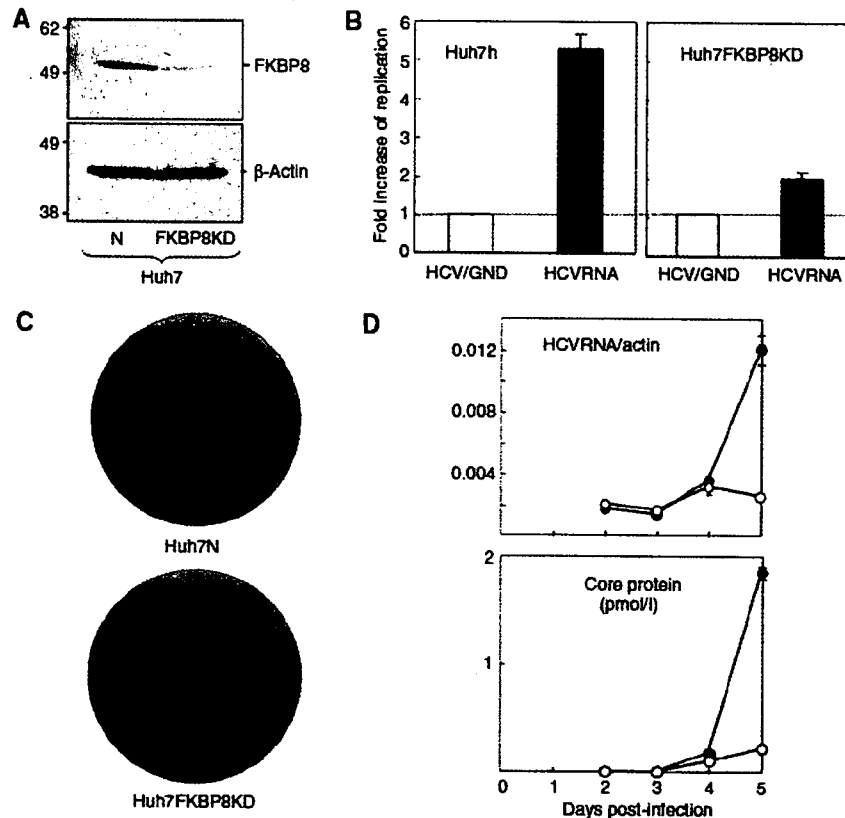 A
62
49
FKBP8
49
β-Actin
38
N FKBP8KD
Huh7
B
Fold increase of replication
6
5
4
3
2
1
0
Huh7h
HCV/GND HCVRNA
Huh7FKBP8KD
HCV/GND HCVRNA
C
Huh7N
Huh7FKBP8KD
D
HCVRNA/actin
0.012
0.008
0.004
Core protein
(pmol/l)
2
1
0 1 2 3 4 5
Days post-infection